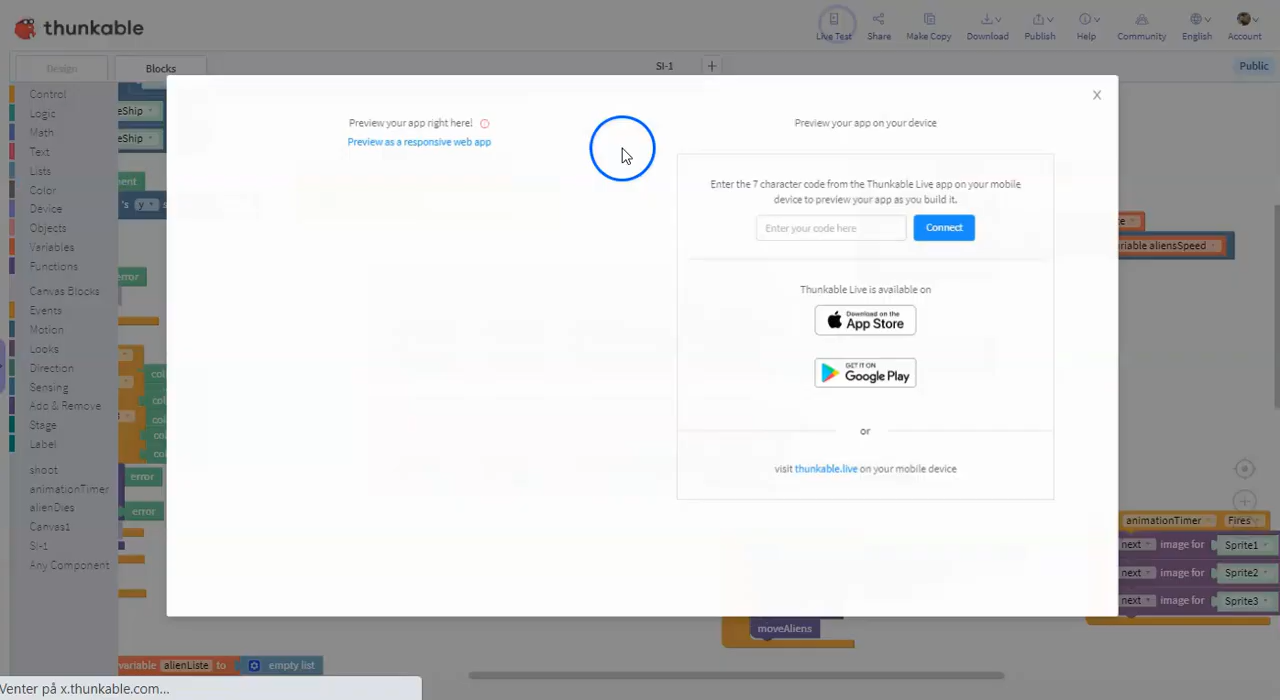 thunkable
Live Test
Share
Make Copy
Download
Publish
Help
Community
English
Account
Design
Blocks
SI-1
+
Public
Control
Logic
Math
Text
Lists
Color
Device
Objects
Variables
Functions
Canvas Blocks
Events
Motion
Looks
Direction
Sensing
Add & Remove
Stage
Label
shoot
animationTimer
alienDies
Canvas1
SI-1
Any Component
eShip
eShip
's y
error
error
error
X
Preview your app right here!
Preview as a responsive web app
Preview your app on your device
Enter the 7 character code from the Thunkable Live app on your mobile
device to preview your app as you build it.
Enter your code here
Connect
Thunkable Live is available on
Download on the
App Store
GET IT ON
Google Play
or
visit thunkable.live on your mobile device
variable aliensSpeed
animationTimer Fires
next image for Sprite1
next image for Sprite2
next image for Sprite3
moveAliens
variable alienListe to empty list
Venter på x.thunkable.com...